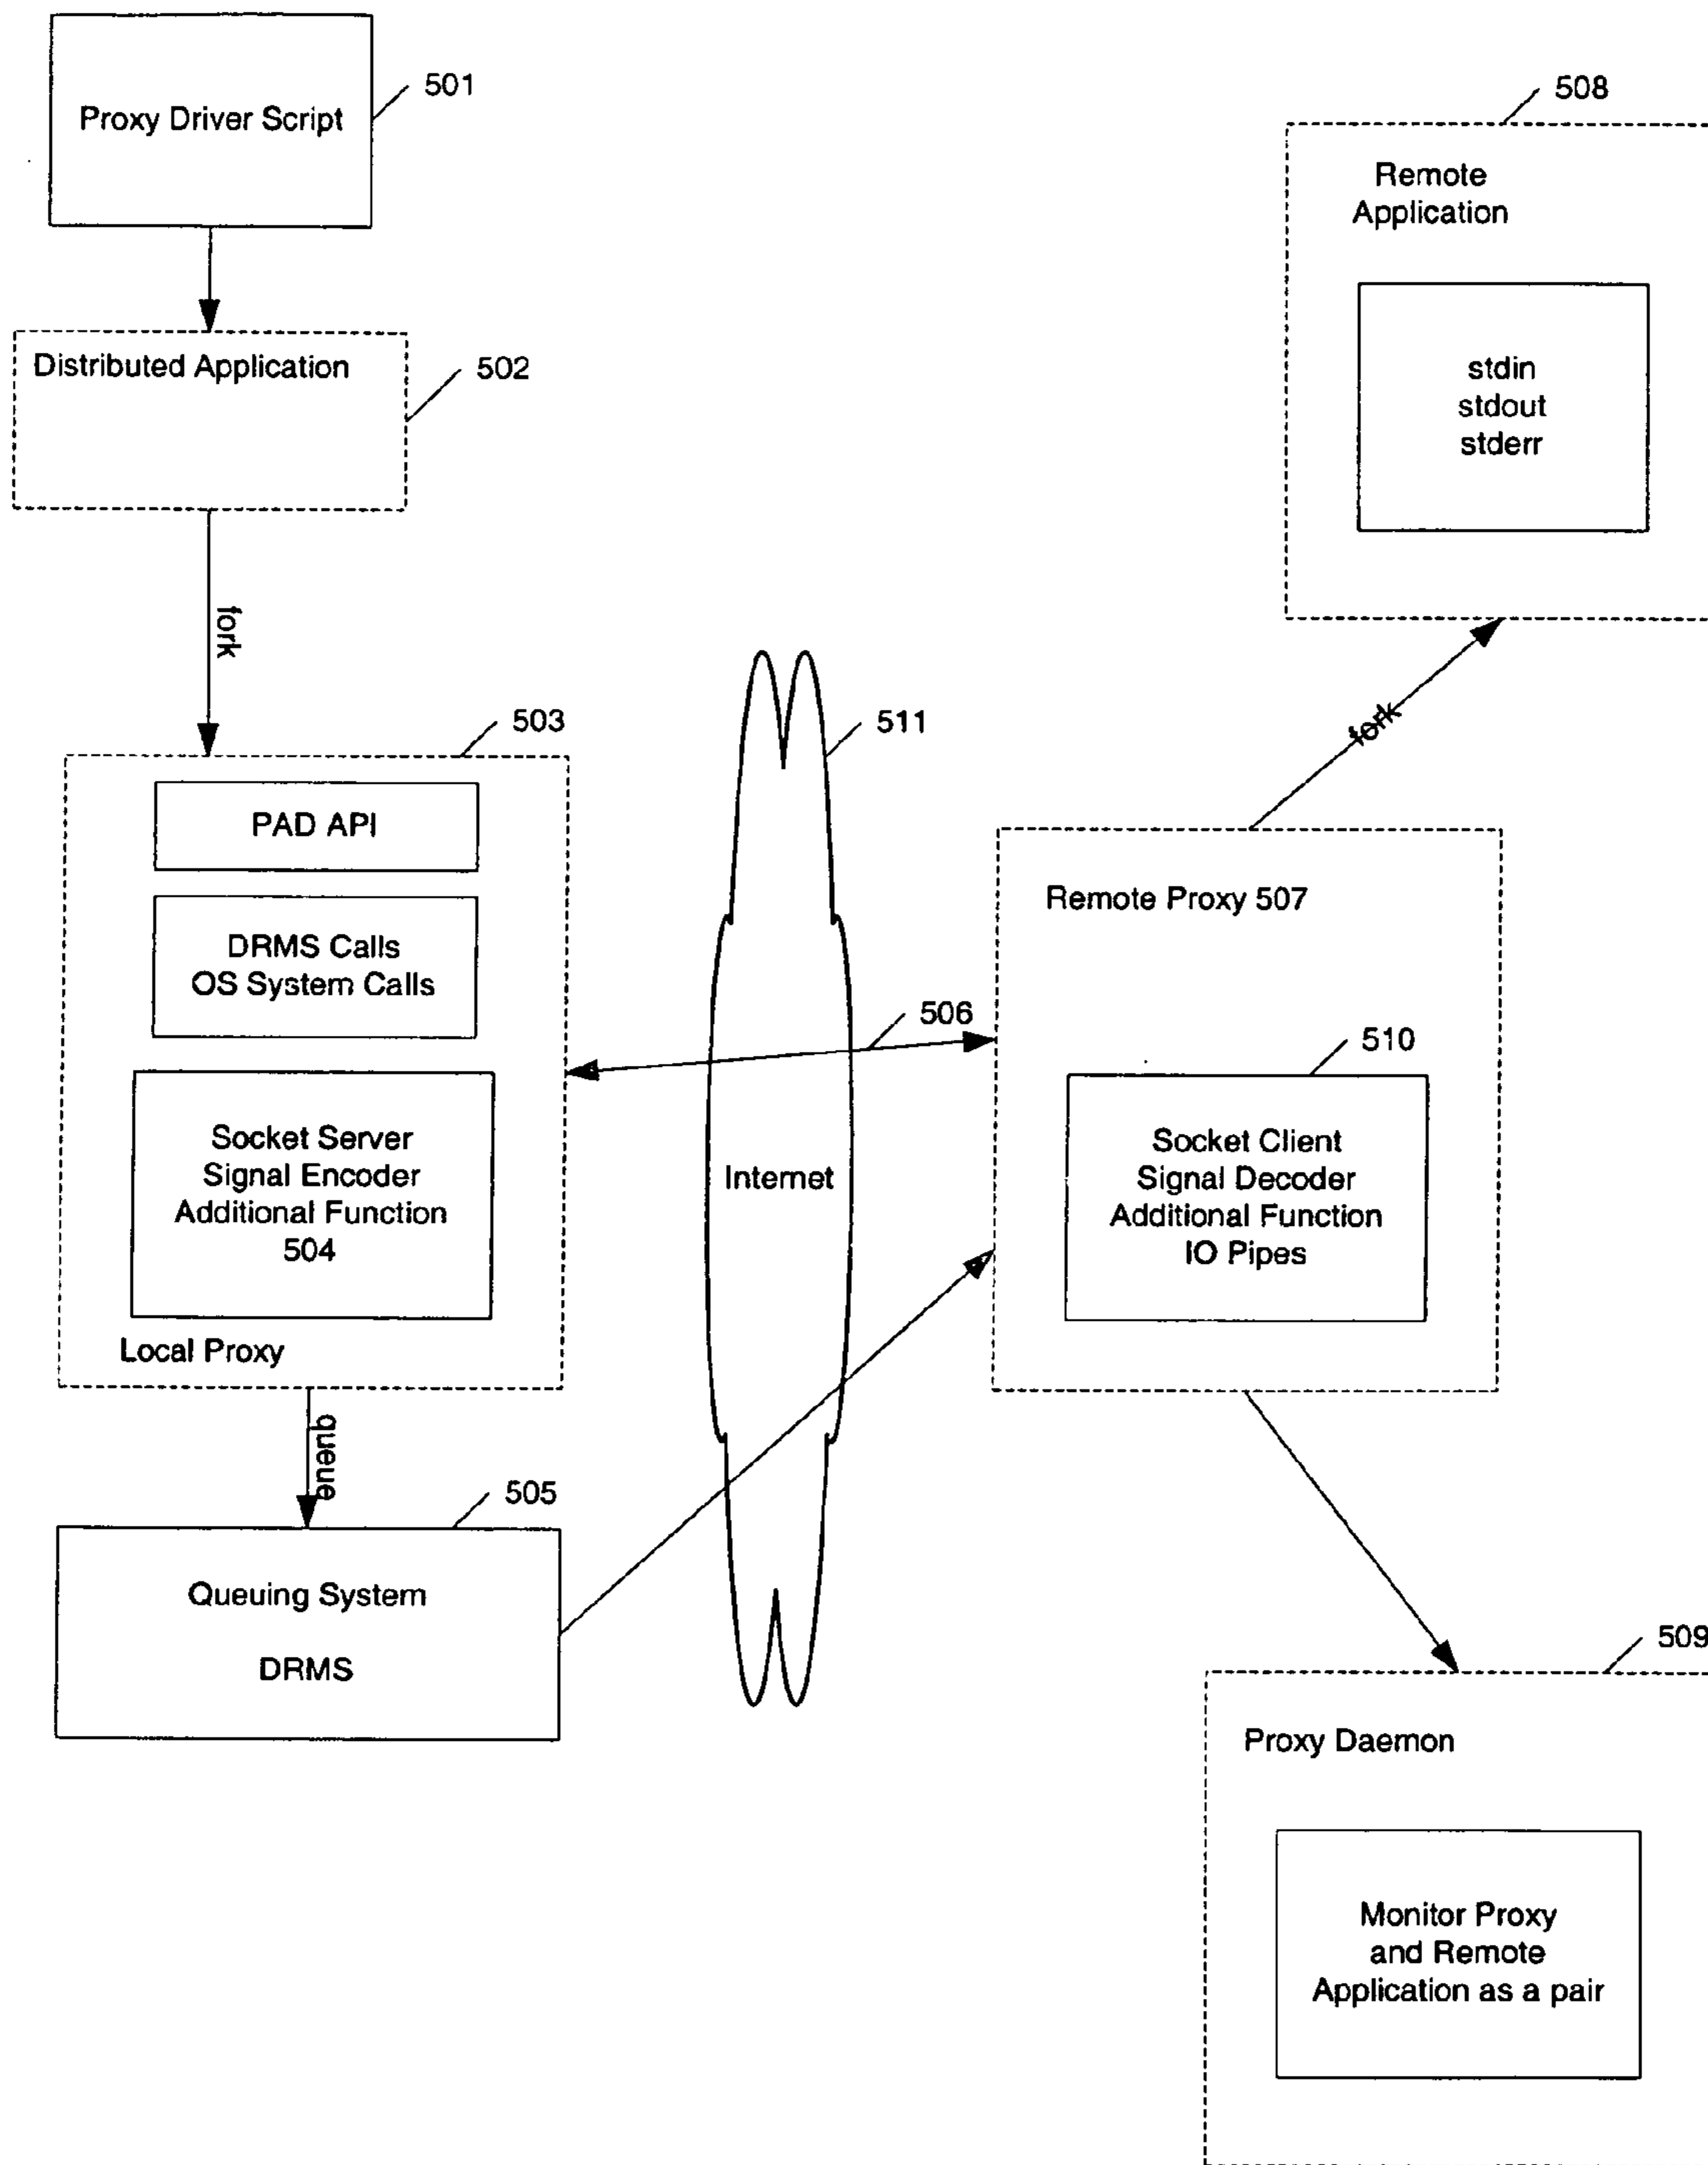 501
Proxy Driver Script
508
Remote
Application
stdin
stdout
stderr
Distributed Application
502
fork
503
PAD API
DRMS Calls
OS System Calls
Socket Server
Signal Encoder
Additional Function
504
Local Proxy
511
Internet
506
fork
Remote Proxy 507
510
Socket Client
Signal Decoder
Additional Function
IO Pipes
queue
505
Queuing System
DRMS
509
Proxy Daemon
Monitor Proxy
and Remote
Application as a pair